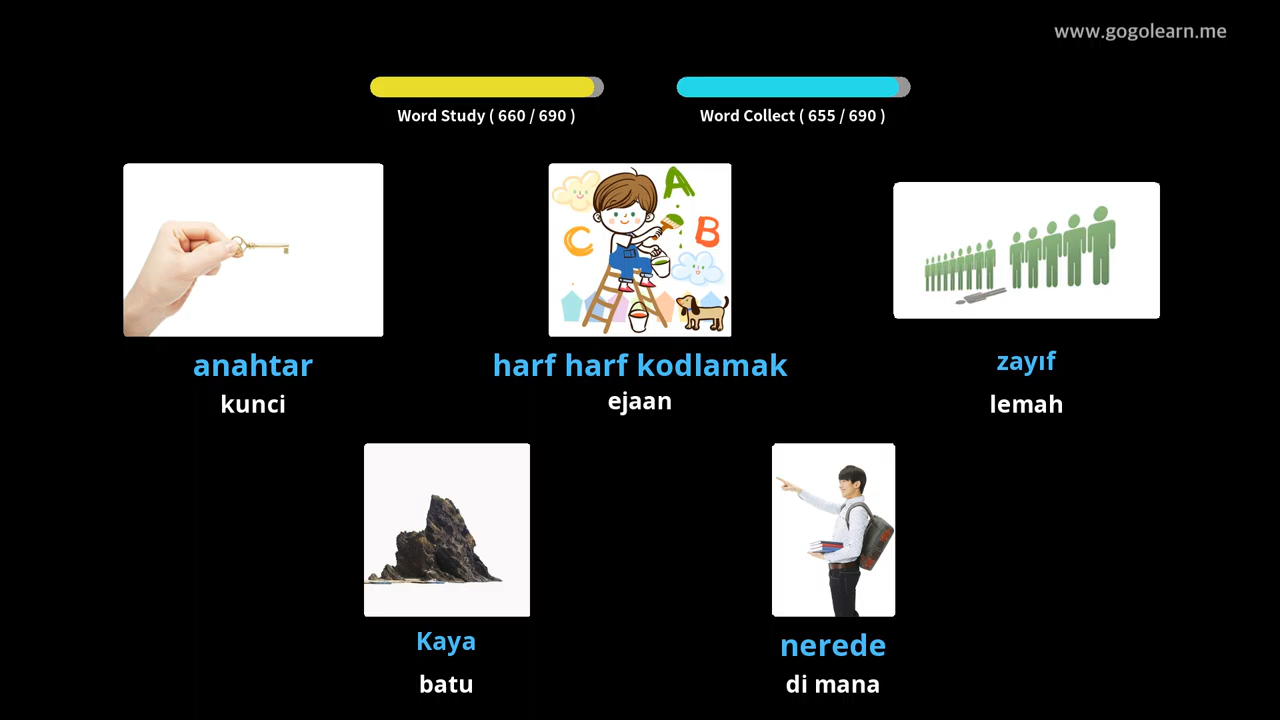 www.gogolearn.me
Word Study ( 660 / 690 )
Word Collect ( 655 / 690 )
A
B
C
anahtar
kunci
harf harf kodlamak
ejaan
zayıf
lemah
Kaya
batu
nerede
di mana